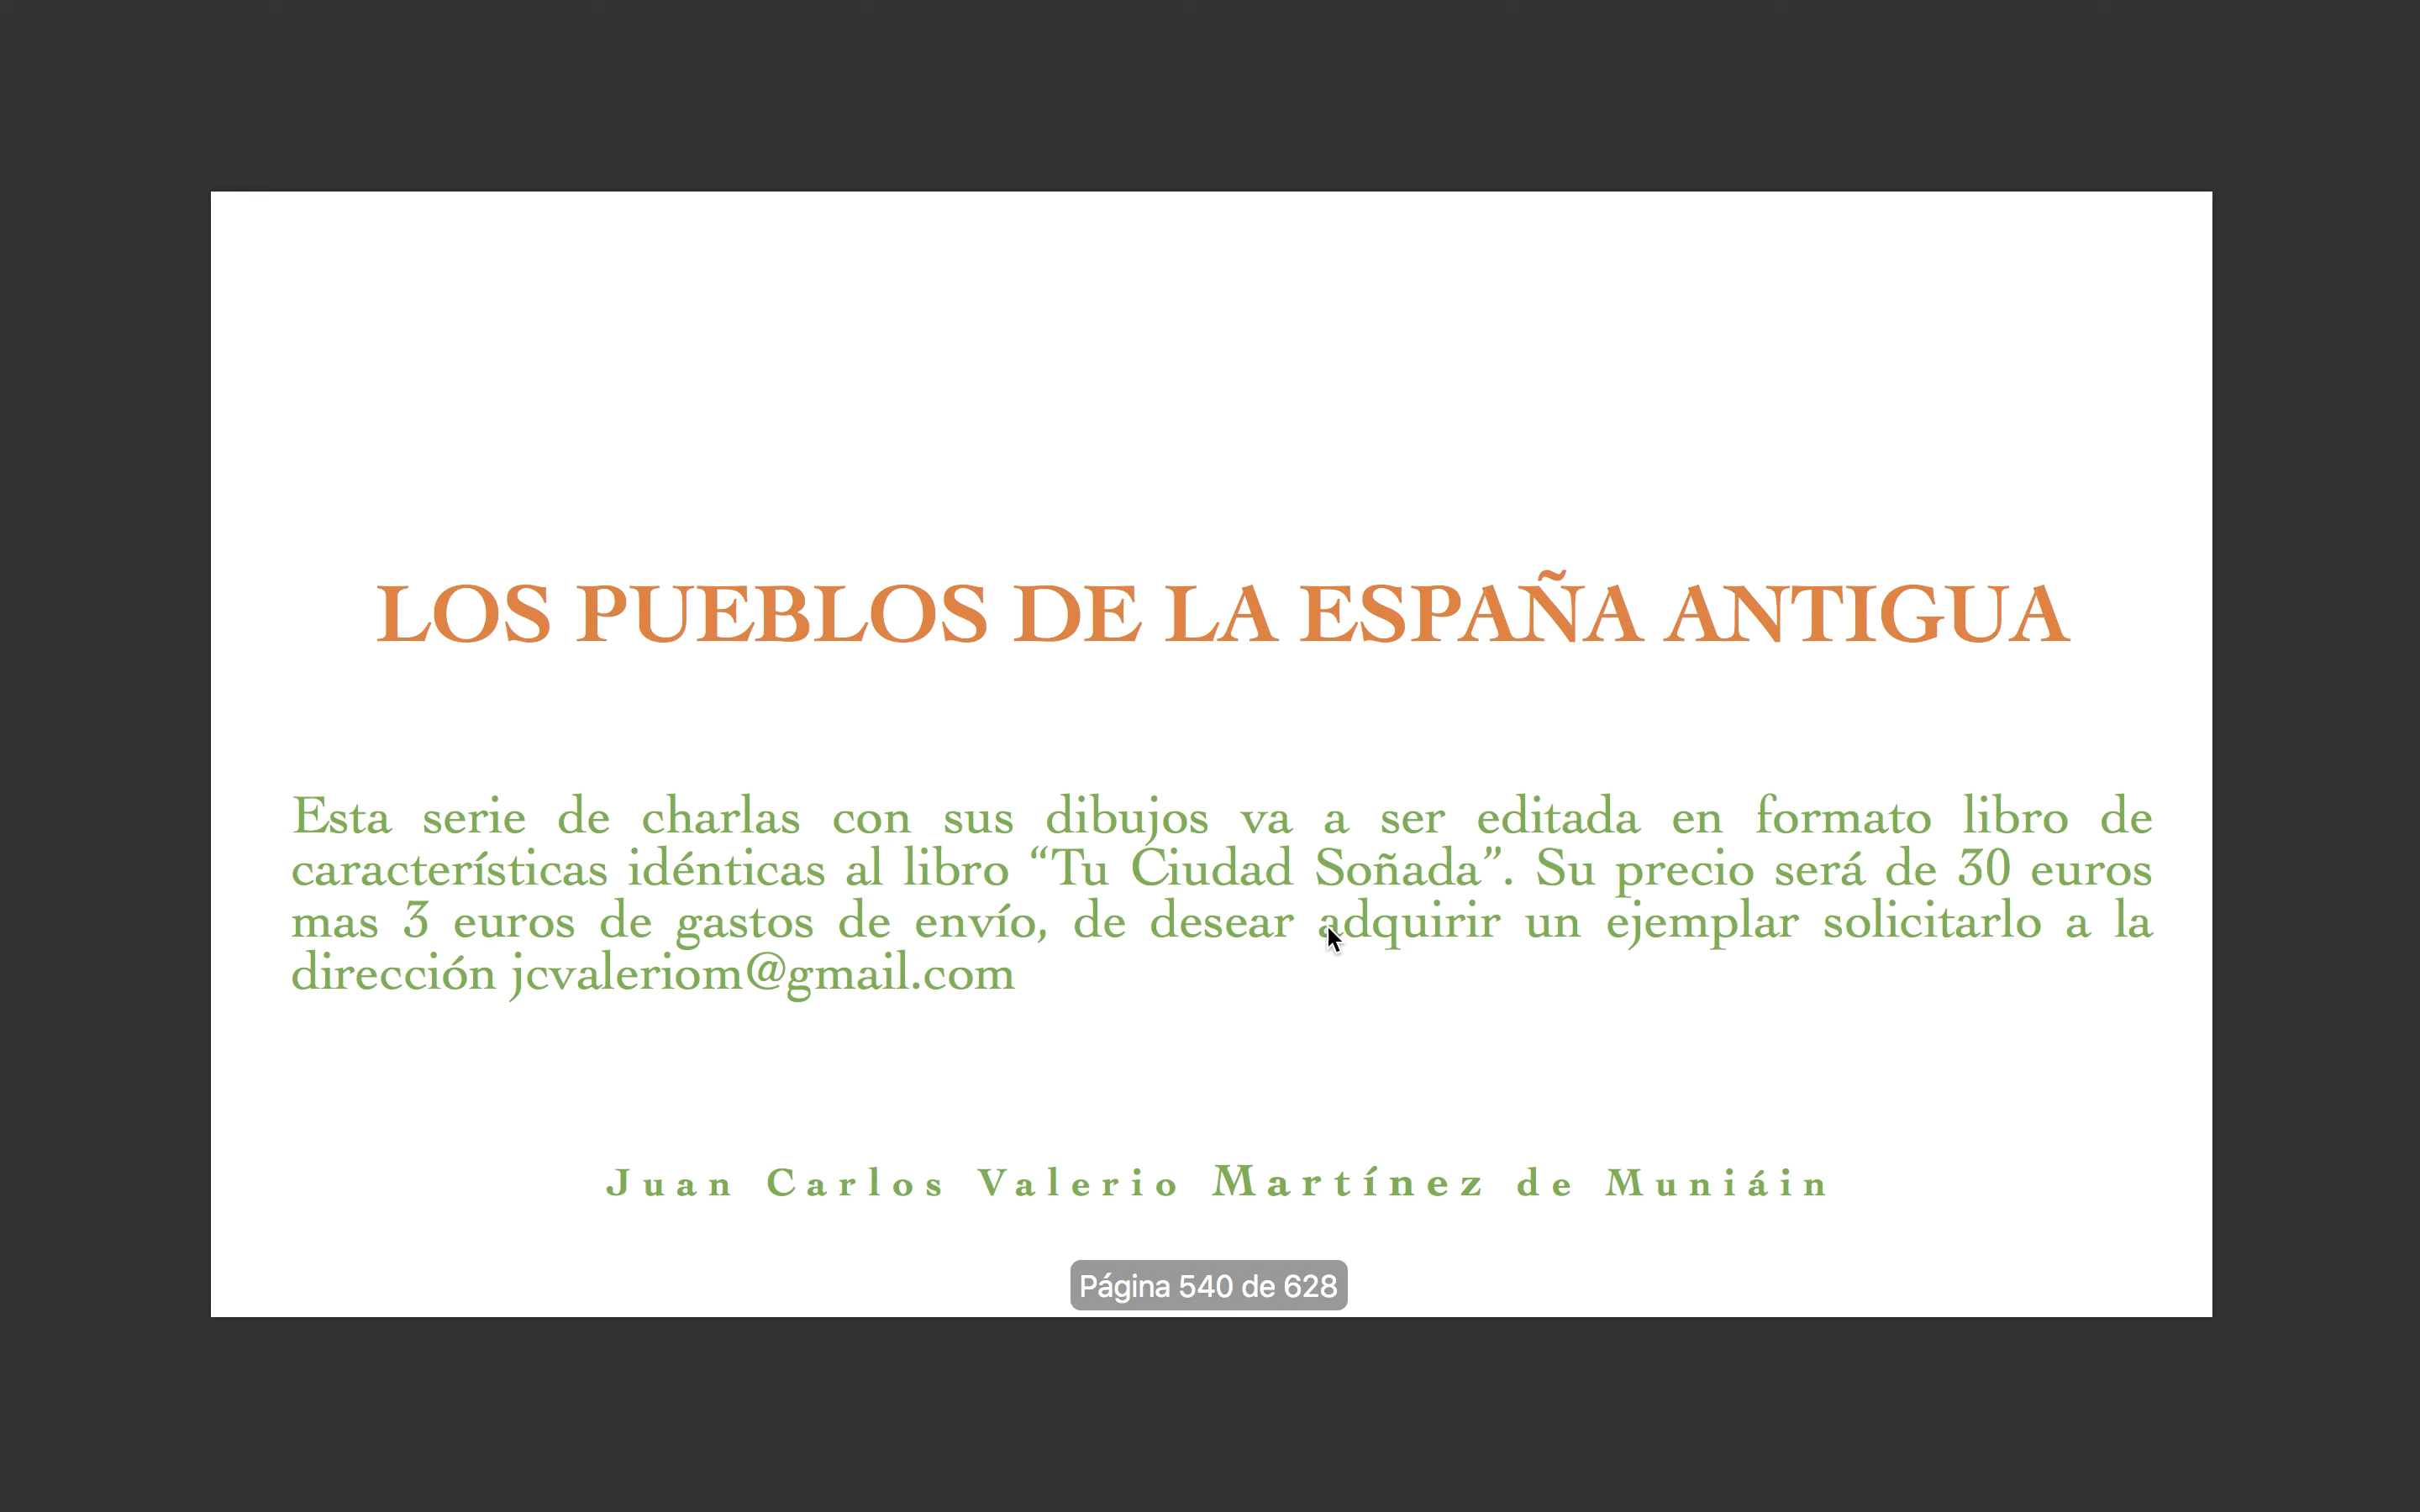 LOS PUEBLOS DE LA ESPAÑA ANTIGUA
Esta serie de charlas con sus dibujos va a ser editada en formato libro de
características idénticas al libro “Tu Ciudad Soñada”. Su precio será de 30 euros
mas 3 euros de gastos de envío, de desear adquirir un ejemplar solicitarlo a la
dirección jcvaleriom@gmail.com
Juan Carlos Valerio Martínez de Muniáin
Página 540 de 628